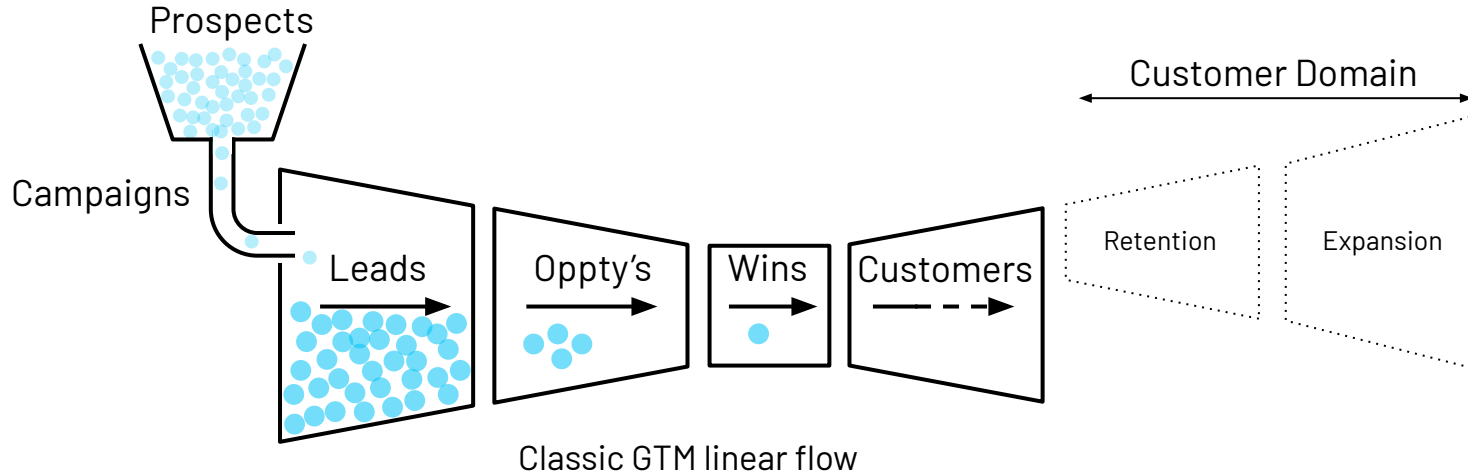 Prospects
Customer Domain
Campaigns
Leads
Oppty's
Wins
Customers
Retention
Expansion
Classic GTM linear flow